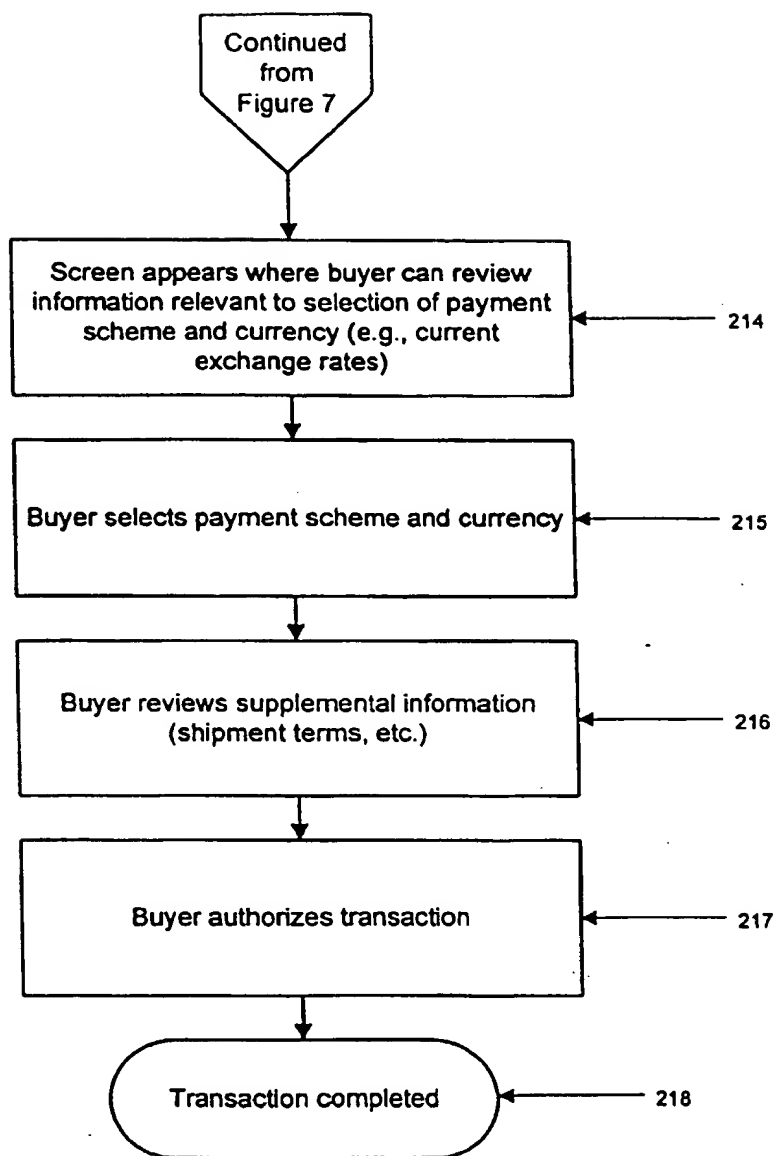 Continued
from
Figure 7
Screen appears where buyer can review
information relevant to selection of payment
scheme and currency (e.g., current
exchange rates)
214
Buyer selects payment scheme and currency
215
Buyer reviews supplemental information
(shipment terms, etc.)
216
Buyer authorizes transaction
217
Transaction completed
218